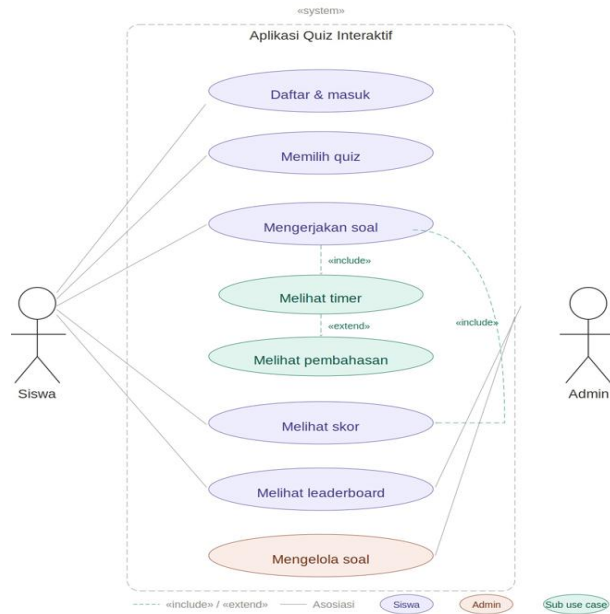 «system»
Aplikasi Quiz Interaktif
Daftar & masuk
Memilih quiz
Mengerjakan soal
«include»
Melihat timer
«include»
«extend»
Melihat pembahasan
Siswa
Admin
Melihat skor
Melihat leaderboard
Mengelola soal
«include» / «extend»
Asosiasi
Siswa
Admin
Sub use case